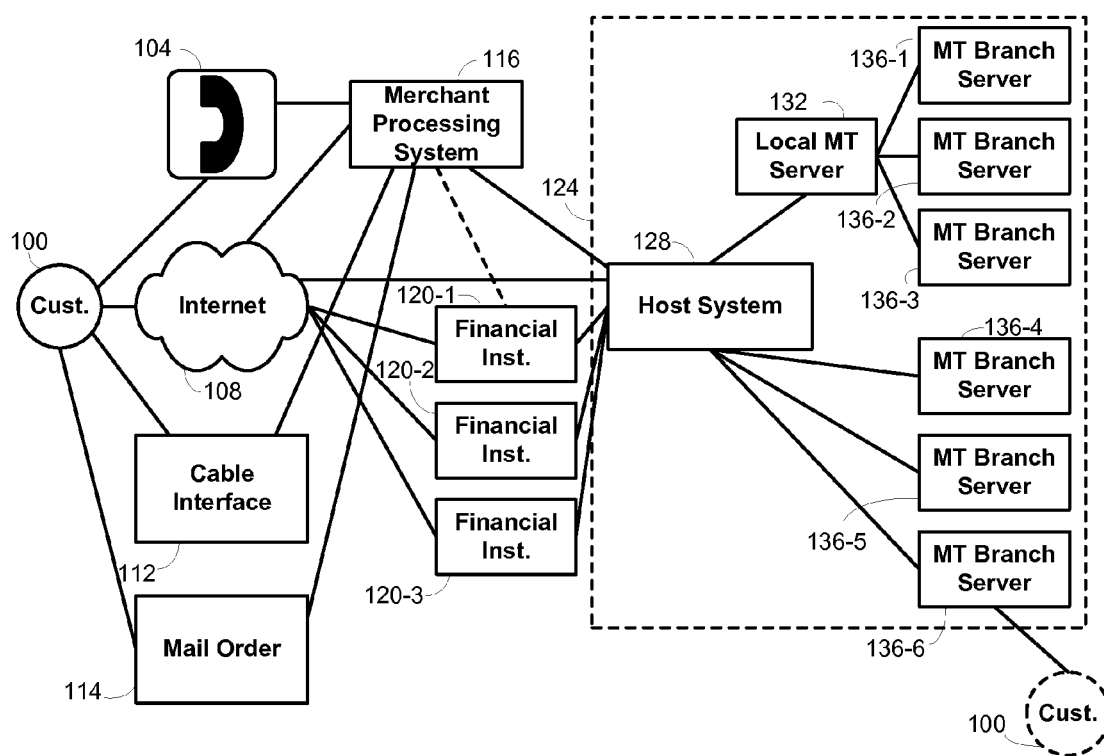 104
116
Merchant
Processing
System
136-1
MT Branch
Server
132
Local MT
Server
MT Branch
Server
136-2
124
MT Branch
Server
136-3
100
Cust.
Internet
108
128
Host System
120-1
Financial
Inst.
136-4
MT Branch
Server
120-2
Financial
Inst.
Cable
Interface
112
MT Branch
Server
136-5
Financial
Inst.
120-3
MT Branch
Server
136-6
Mail Order
114
Cust.
100